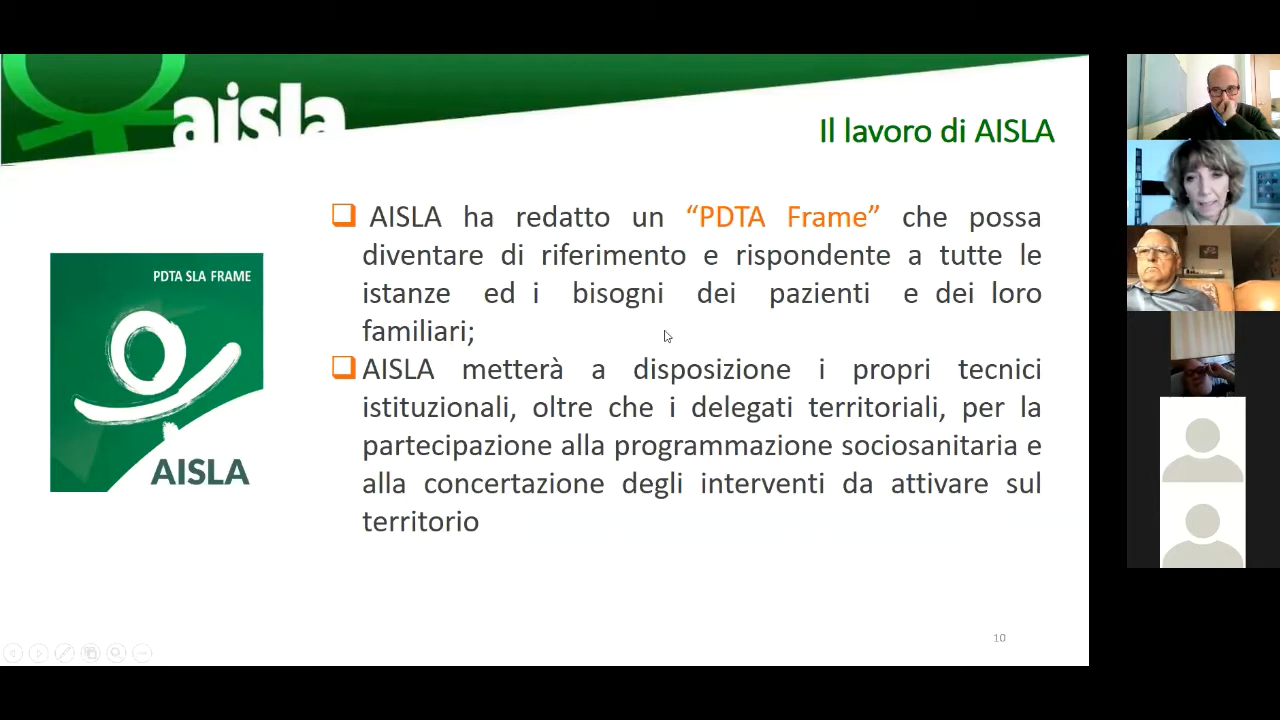 aisla
Il lavoro di AISLA
AISLA ha redatto un “PDTA Frame” che possa
diventare di riferimento e rispondente a tutte le
istanze ed i bisogni dei pazienti e dei loro
familiari;
AISLA metterà a disposizione i propri tecnici
istituzionali, oltre che i delegati territoriali, per la
partecipazione alla programmazione sociosanitaria e
alla concertazione degli interventi da attivare sul
territorio
PDTA SLA FRAME
AISLA
10